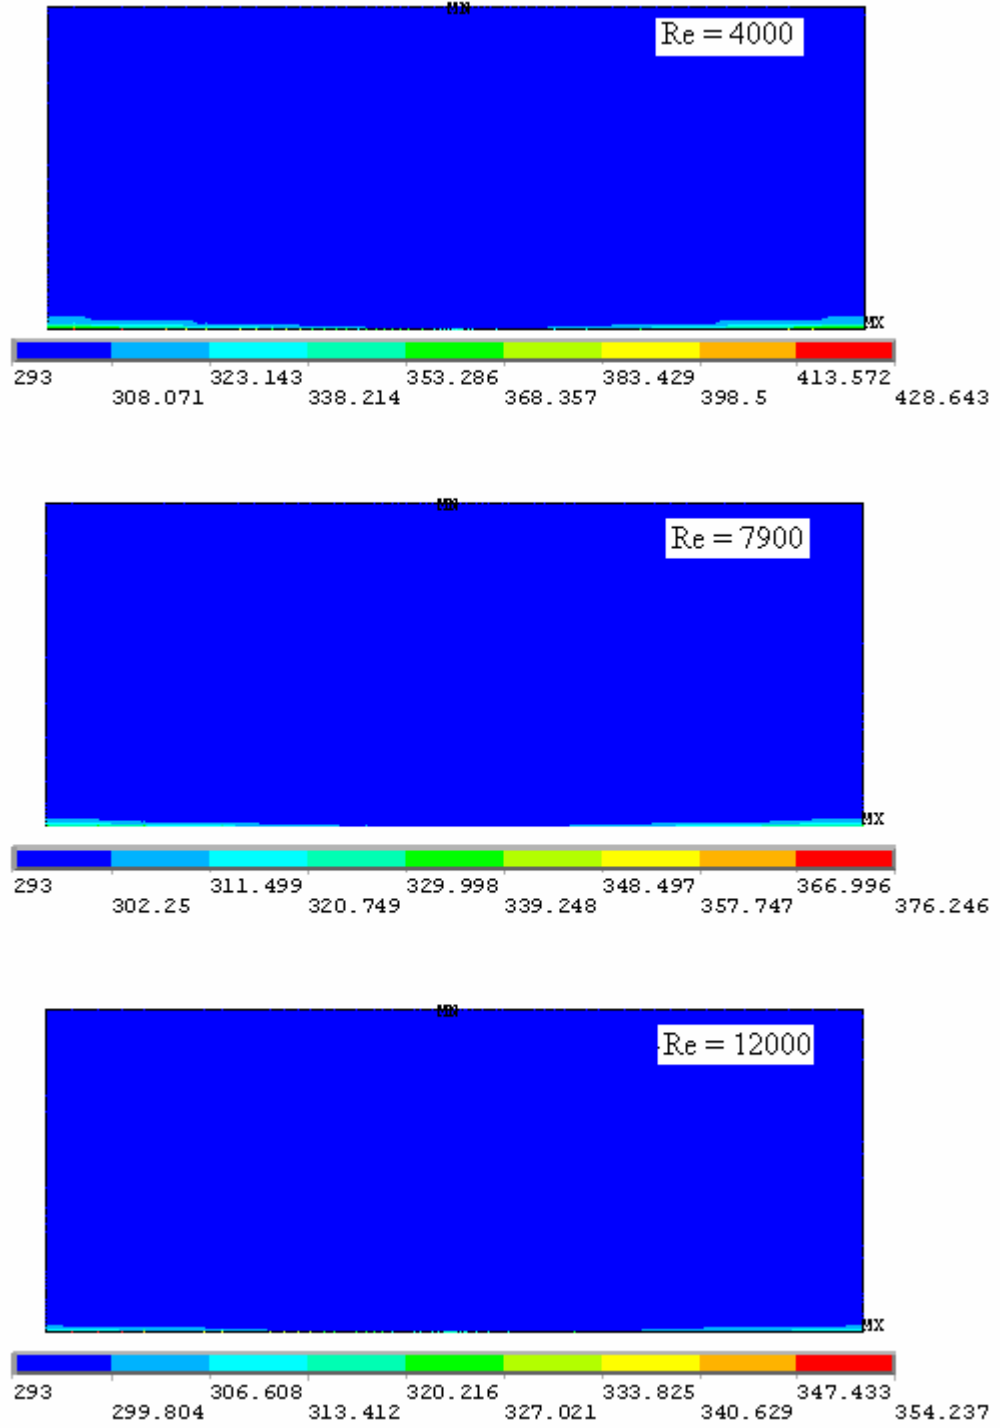 MN
Re = 4000
MX
293 323.143 353.286 383.429 413.572
308.071 338.214 368.357 398.5 428.643
MN
Re = 7900
MX
293 311.499 329.998 348.497 366.996
302.25 320.749 339.248 357.747 376.246
MN
Re = 12000
MX
293 306.608 320.216 333.825 347.433
299.804 313.412 327.021 340.629 354.237